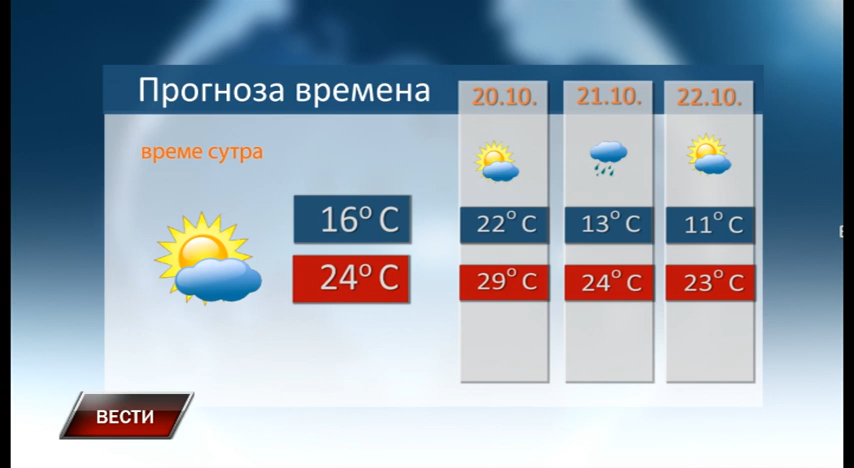 Прогноза времена
време сутра
16° C
24° C
20.10.
22° C
29° C
21.10.
13° C
24° C
22.10.
11° C
23° C
ВЕСТИ